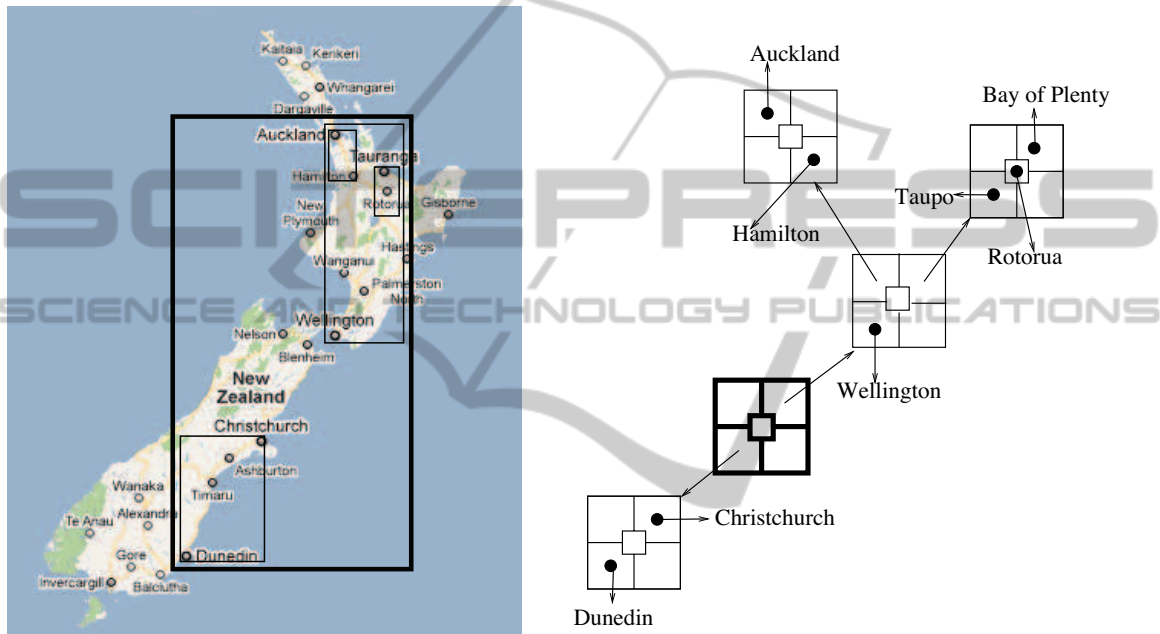 Kaitaia
Kerikeri
Whangarei
Dargaville
Auckland
Tauranga
Hamilton
Rotorua
Gisborne
New
Plymouth
Hastings
Wanganui
Palmerston
North
Wellington
Nelson
Blenheim
New
Zealand
Christchurch
Ashburton
Timaru
Wanaka
Alexandra
Te Anau
Dunedin
Gore
Invercargill
Balclutha
Auckland
Bay of Plenty
Taupo
Hamilton
Rotorua
Wellington
Christchurch
Dunedin
SCITEPRESS
SCIENCE AND TECHNOLOGY PUBLICATIONS